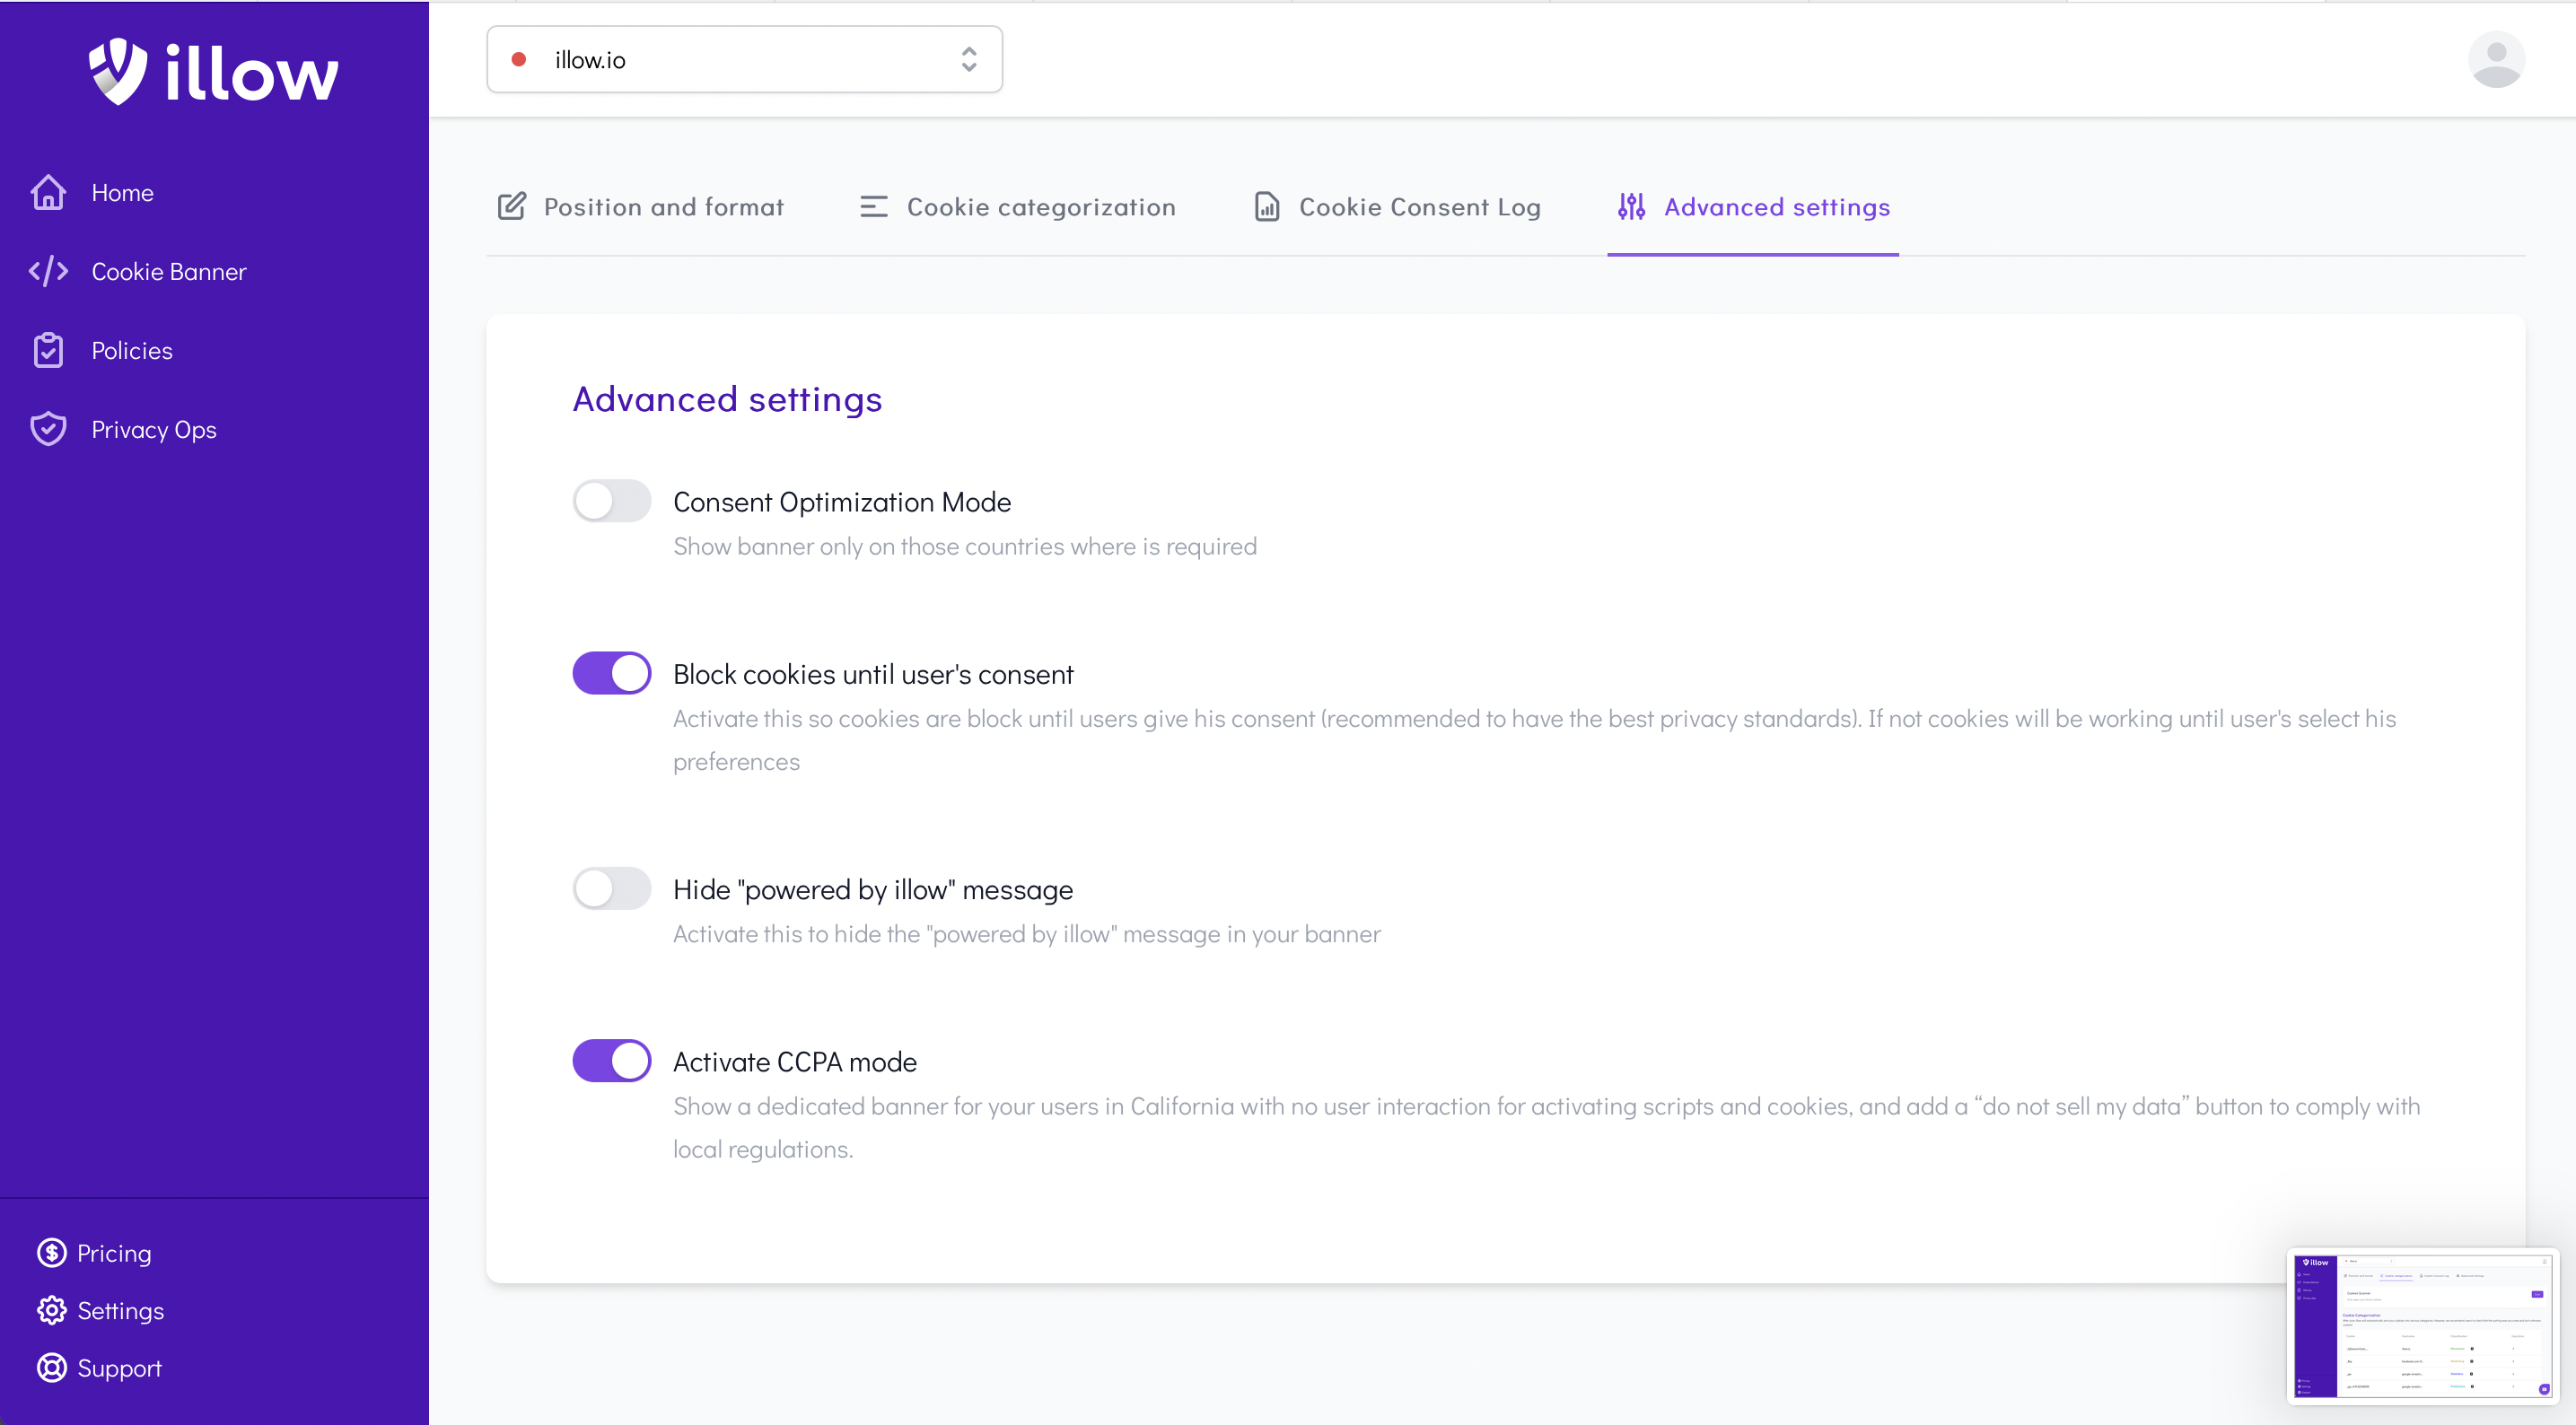 illow
illow.io
Home
Cookie Banner
Policies
Privacy Ops
Position and format
Cookie categorization
Cookie Consent Log
Advanced settings
Advanced settings
Consent Optimization Mode
Show banner only on those countries where is required
Block cookies until user's consent
Activate this so cookies are block until users give his consent (recommended to have the best privacy standards). If not cookies will be working until user's select his
preferences
Hide "powered by illow" message
Activate this to hide the "powered by illow" message in your banner
Activate CCPA mode
Show a dedicated banner for your users in California with no user interaction for activating scripts and cookies, and add a “do not sell my data” button to comply with
local regulations.
Pricing
Settings
Support
illow